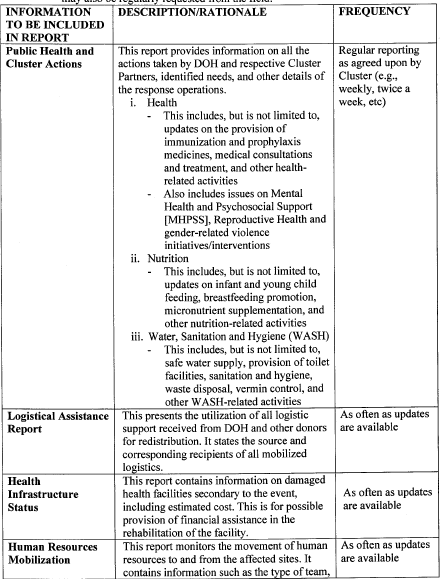 may also be regularly requested from the field.
INFORMATION
TO BE INCLUDED
IN REPORT
DESCRIPTION/RATIONALE
FREQUENCY
Public Health and
Cluster Actions
This report provides information on all the
actions taken by DOH and respective Cluster
Partners, identified needs, and other details of
the response operations.
i. Health
- This includes, but is not limited to,
updates on the provision of
immunization and prophylaxis
medicines, medical consultations
and treatment, and other health-
related activities
- Also includes issues on Mental
Health and Psychosocial Support
[MHPSS], Reproductive Health and
gender-related violence
initiatives/interventions
ii. Nutrition
- This includes, but is not limited to,
updates on infant and young child
feeding, breastfeeding promotion,
micronutrient supplementation, and
other nutrition-related activities
iii. Water, Sanitation and Hygiene (WASH)
- This includes, but is not limited to,
safe water supply, provision of toilet
facilities, sanitation and hygiene,
waste disposal, vermin control, and
other WASH-related activities
Regular reporting
as agreed upon by
Cluster (e.g.,
weekly, twice a
week, etc)
Logistical Assistance
Report
This presents the utilization of all logistic
support received from DOH and other donors
for redistribution. It states the source and
corresponding recipients of all mobilized
logistics.
As often as updates
are available
Health
Infrastructure
Status
This report contains information on damaged
health facilities secondary to the event,
including estimated cost. This is for possible
provision of financial assistance in the
rehabilitation of the facility.
As often as updates
are available
Human Resources
Mobilization
This report monitors the movement of human
resources to and from the affected sites. It
contains information such as the type of team,
As often as updates
are available